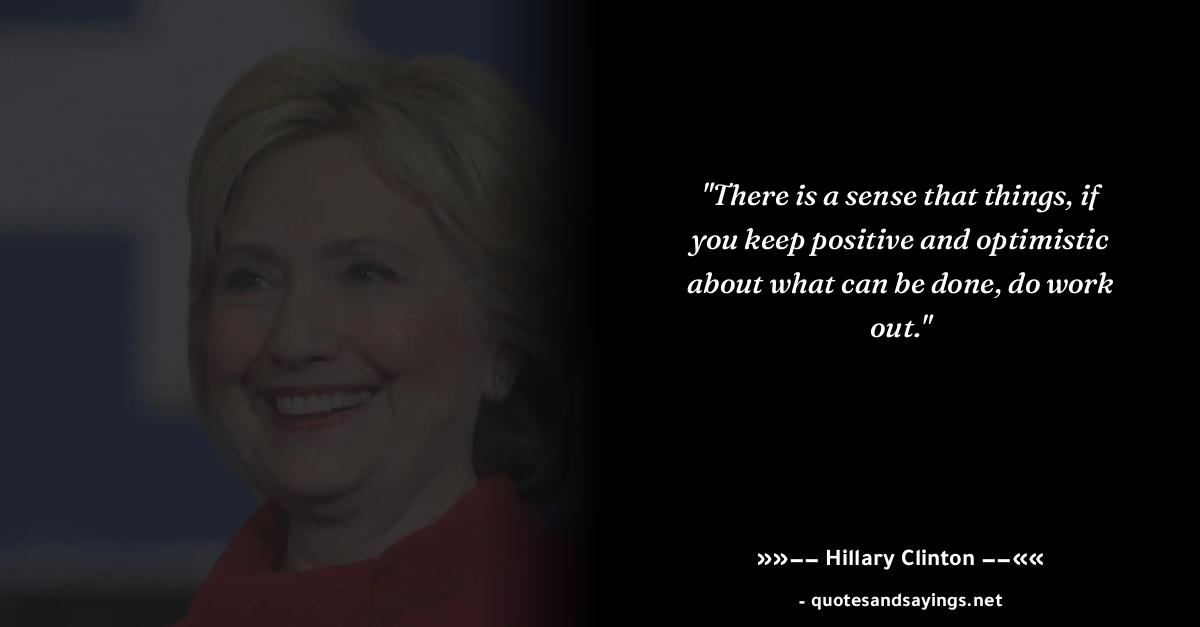 "There is a sense that things, if
you keep positive and optimistic
about what can be done, do work
out."
»»−− Hillary Clinton −−««
- quotesandsayings.net